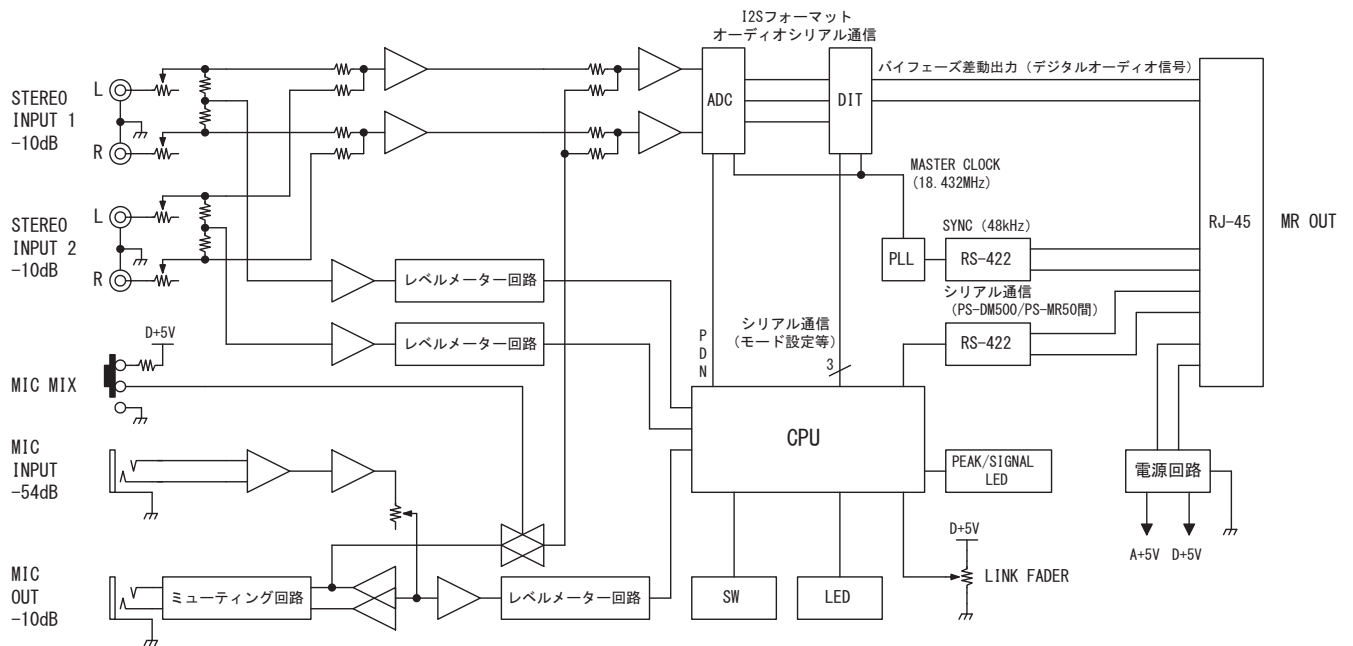 I2Sフォーマット
オーディオシリアル通信
バイフェーズ差動出力（デジタルオーディオ信号）
STEREO
INPUT 1
-10dB
L
R
ADC
DIT
MASTER CLOCK
(18.432MHz)
STEREO
INPUT 2
-10dB
L
R
SYNC (48kHz)
PLL
RS-422
RJ-45
MR OUT
レベルメーター回路
シリアル通信
(PS-DM500/PS-MR50間)
RS-422
レベルメーター回路
PDN
シリアル通信
(モード設定等)
3
D+5V
MIC MIX
CPU
MIC
INPUT
-54dB
PEAK/SIGNAL
LED
電源回路
A+5V
D+5V
D+5V
LINK FADER
MIC
OUT
-10dB
ミューティング回路
レベルメーター回路
SW
LED